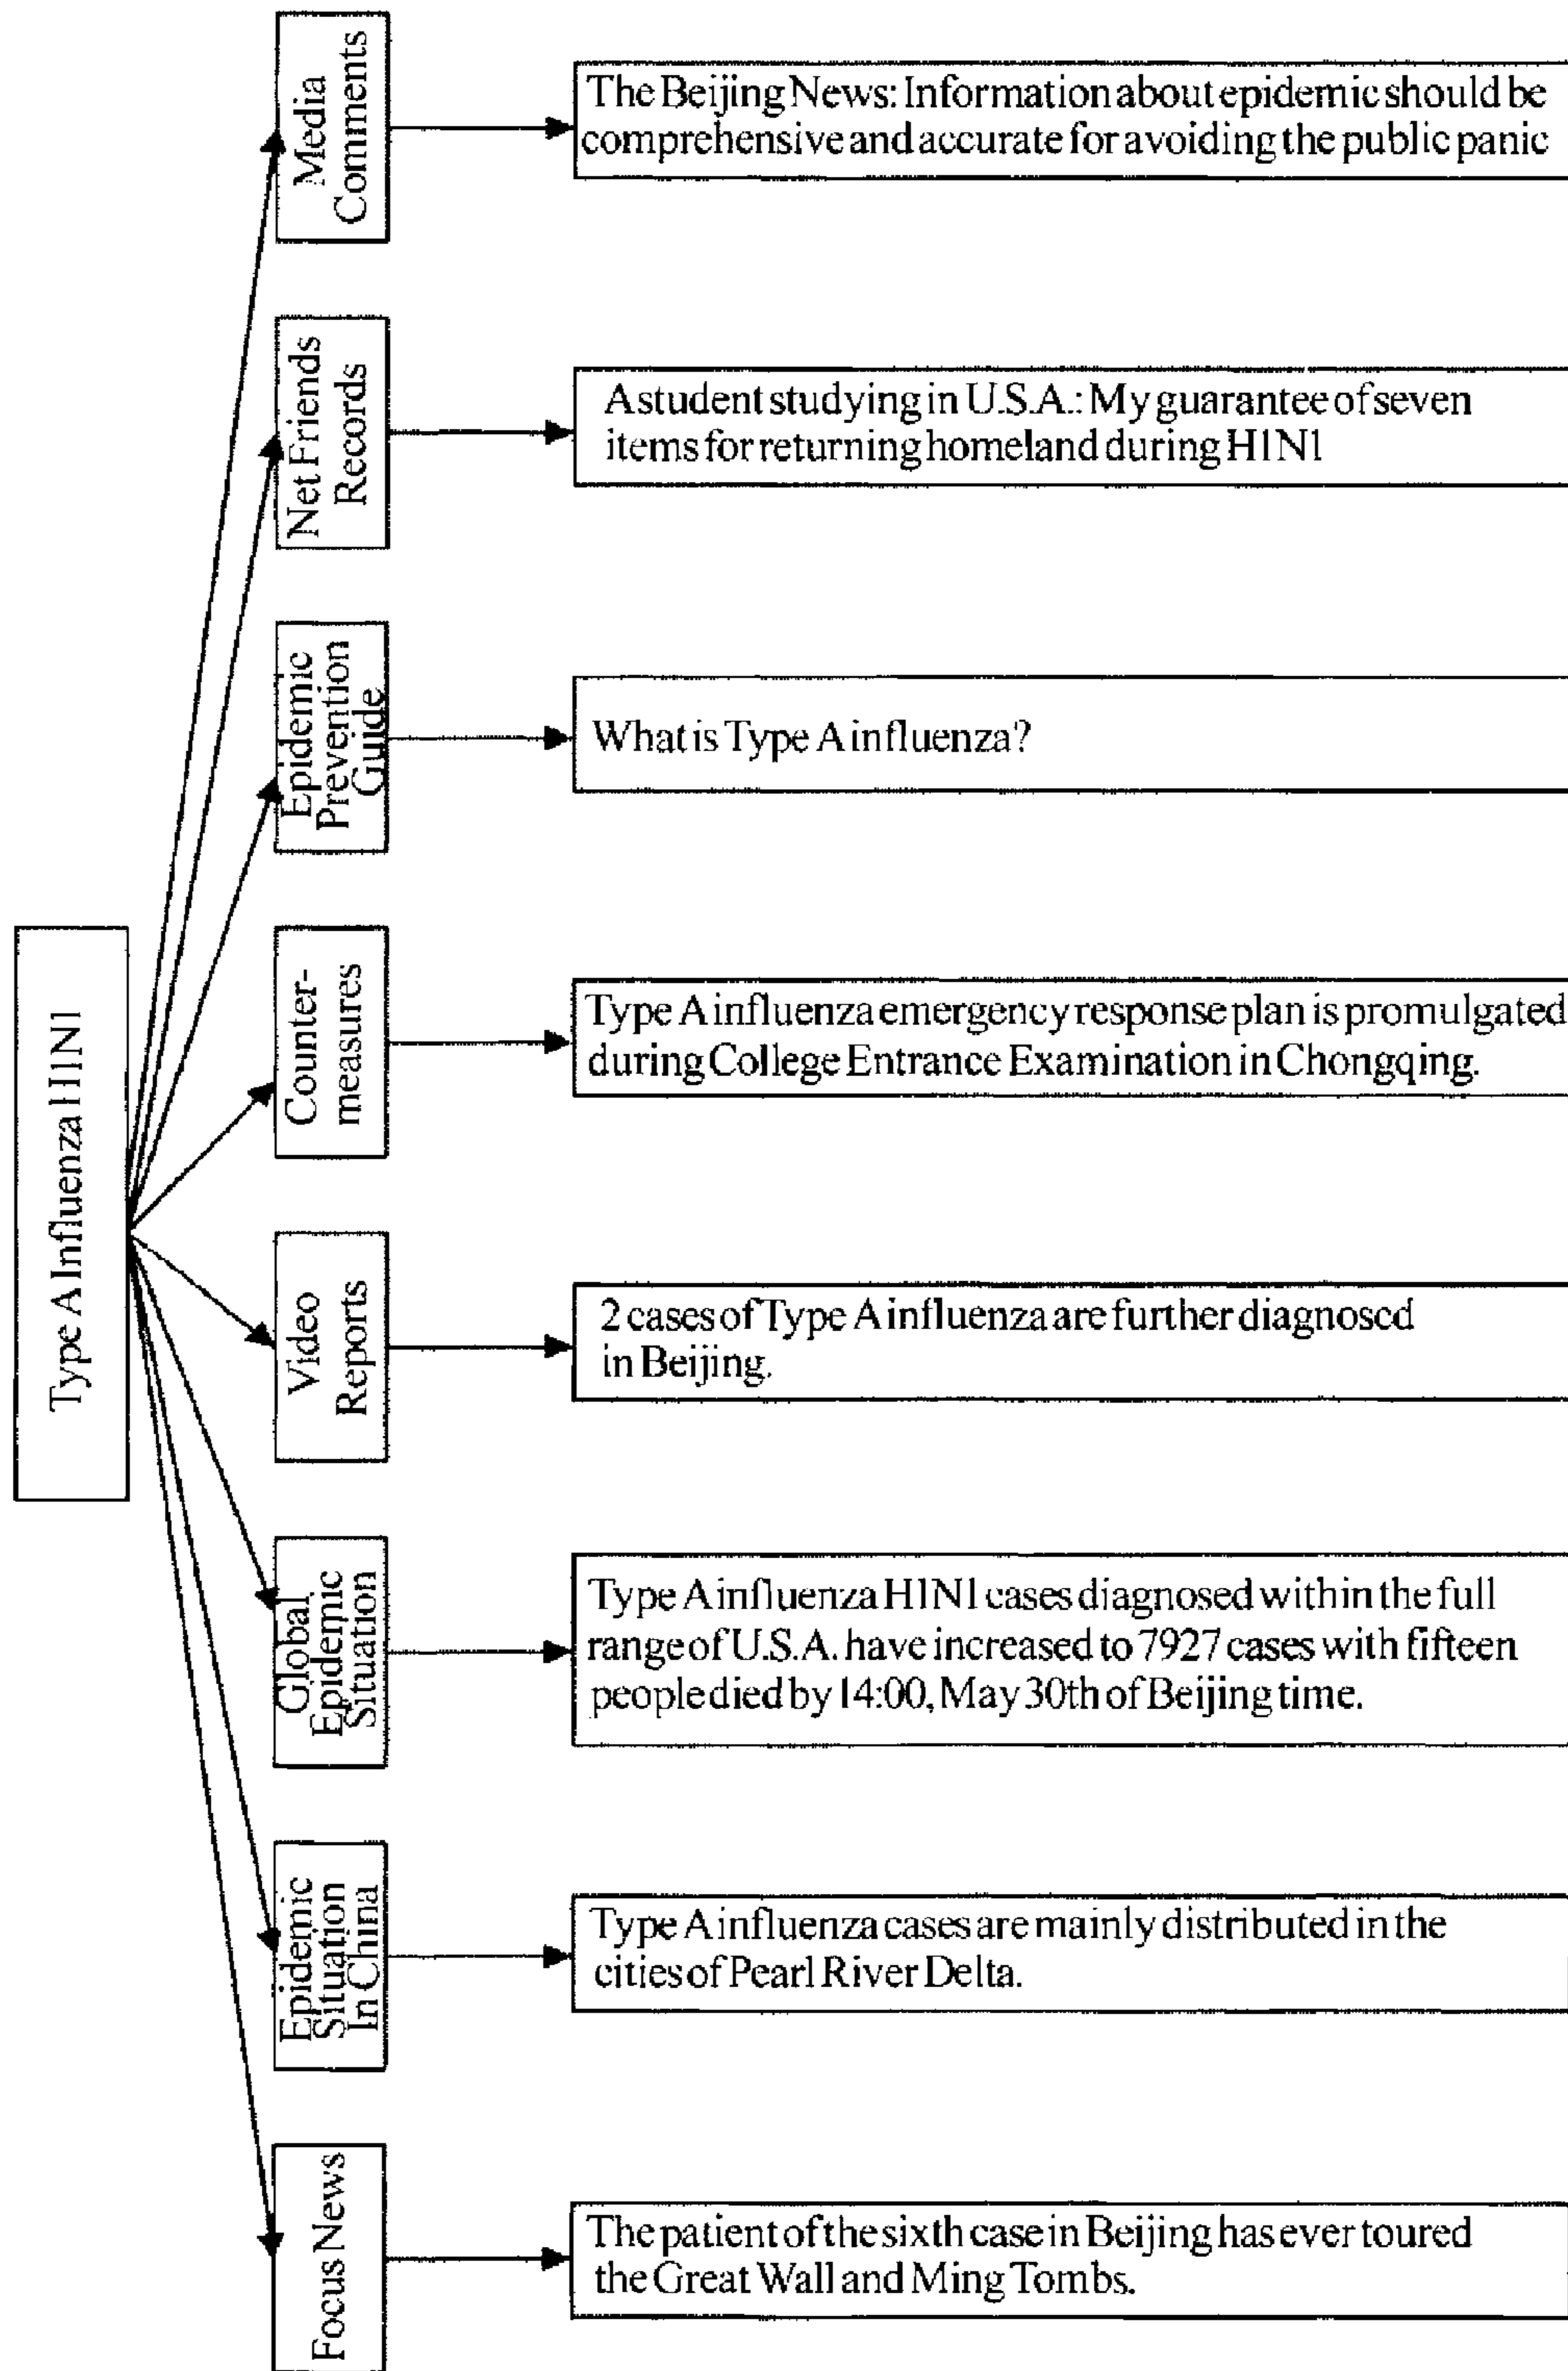 Type A Influenza H1N1
Media
Comments
The Beijing News: Information about epidemic should be
comprehensive and accurate for avoiding the public panic
Net Friends
Records
A student studying in U.S.A.: My guarantee of seven
items for returning homeland during H1N1
Epidemic
Prevention
Guide
What is Type A influenza?
Counter-
measures
Type A influenza emergency response plan is promulgated
during College Entrance Examination in Chongqing.
Video
Reports
2 cases of Type A influenza are further diagnosed
in Beijing.
Global
Epidemic
Situation
Type A influenza H1N1 cases diagnosed within the full
range of U.S.A. have increased to 7927 cases with fifteen
people died by 14:00, May 30th of Beijing time.
Epidemic
Situation
In China
Type A influenza cases are mainly distributed in the
cities of Pearl River Delta.
Focus News
The patient of the sixth case in Beijing has ever toured
the Great Wall and Ming Tombs.